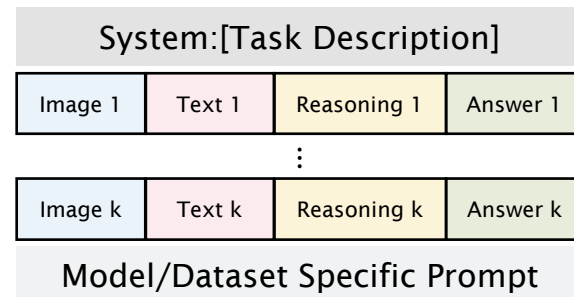 System:[Task Description]
Image 1 Text 1 Reasoning 1 Answer 1
⋮
Image k Text k Reasoning k Answer k
Model/Dataset Specific Prompt